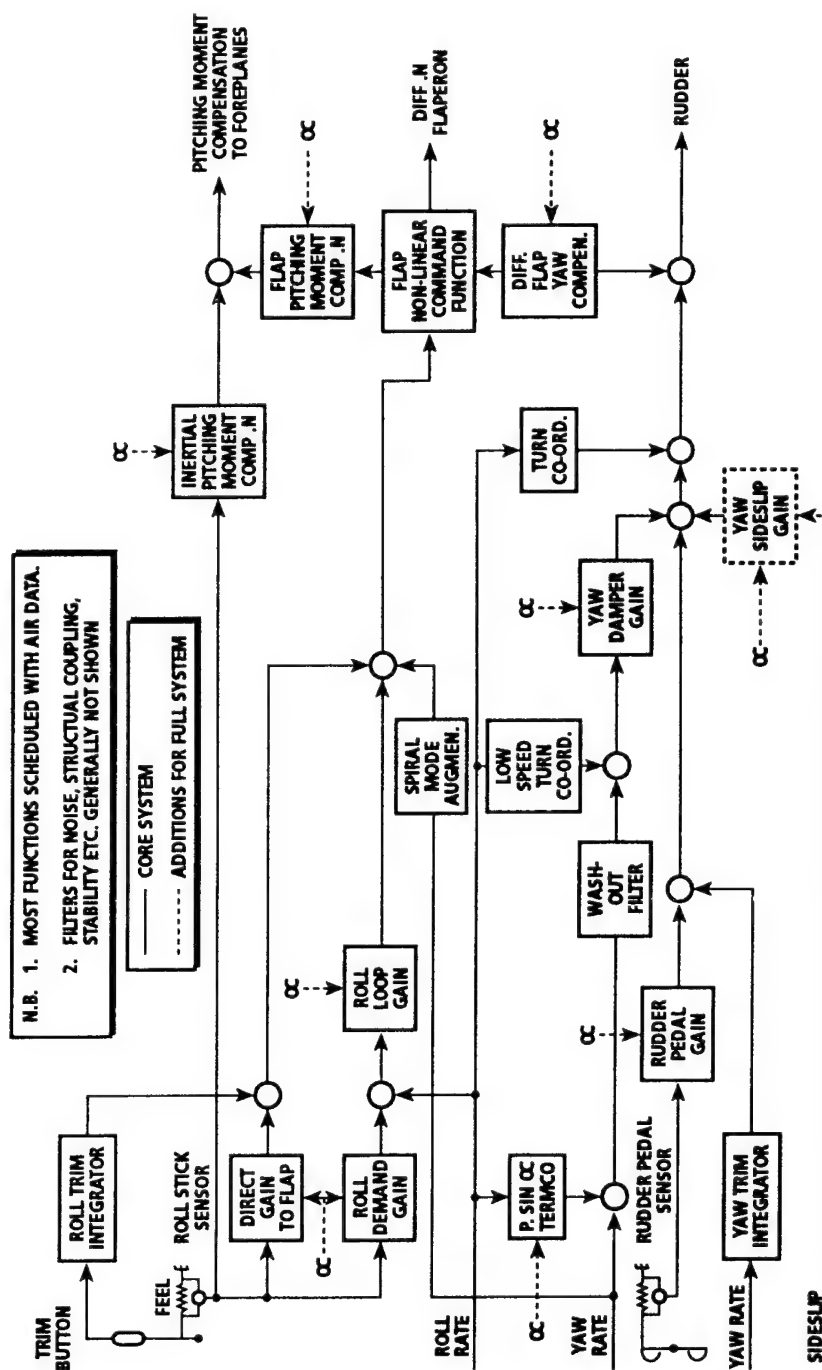 N.B. 1. MOST FUNCTIONS SCHEDULED WITH AIR DATA.
2. FILTERS FOR NOISE, STRUCTUAL COUPLING,
STABILITY ETC. GENERALLY NOT SHOWN
CORE SYSTEM
ADDITIONS FOR FULL SYSTEM
TRIM
BUTTON
ROLL TRIM
INTEGRATOR
FEEL
ROLL STICK
SENSOR
α
INERTIAL
PITCHING
MOMENT
COMP .N
PITCHING MOMENT
COMPENSATION
TO FOREPLANES
DIRECT
GAIN
TO FLAP
α
ROLL
DEMAND
GAIN
α
ROLL
LOOP
GAIN
FLAP
PITCHING
MOMENT
COMP .N
α
FLAP
NON-LINEAR
COMMAND
FUNCTION
DIFF .N
FLAPERON
SPIRAL
MODE
AUGMEN.
ROLL
RATE
LOW
SPEED
TURN
CO-ORD.
TURN
CO-ORD.
DIFF.
FLAP
YAW
COMPEN.
α
P. SIN α
TERMCO
α
YAW
RATE
WASH-
OUT
FILTER
α
YAW
DAMPER
GAIN
RUDDER
RUDDER PEDAL
SENSOR
α
RUDDER
PEDAL
GAIN
YAW RATE
YAW TRIM
INTEGRATOR
α
YAW
SIDESLIP
GAIN
SIDESLIP